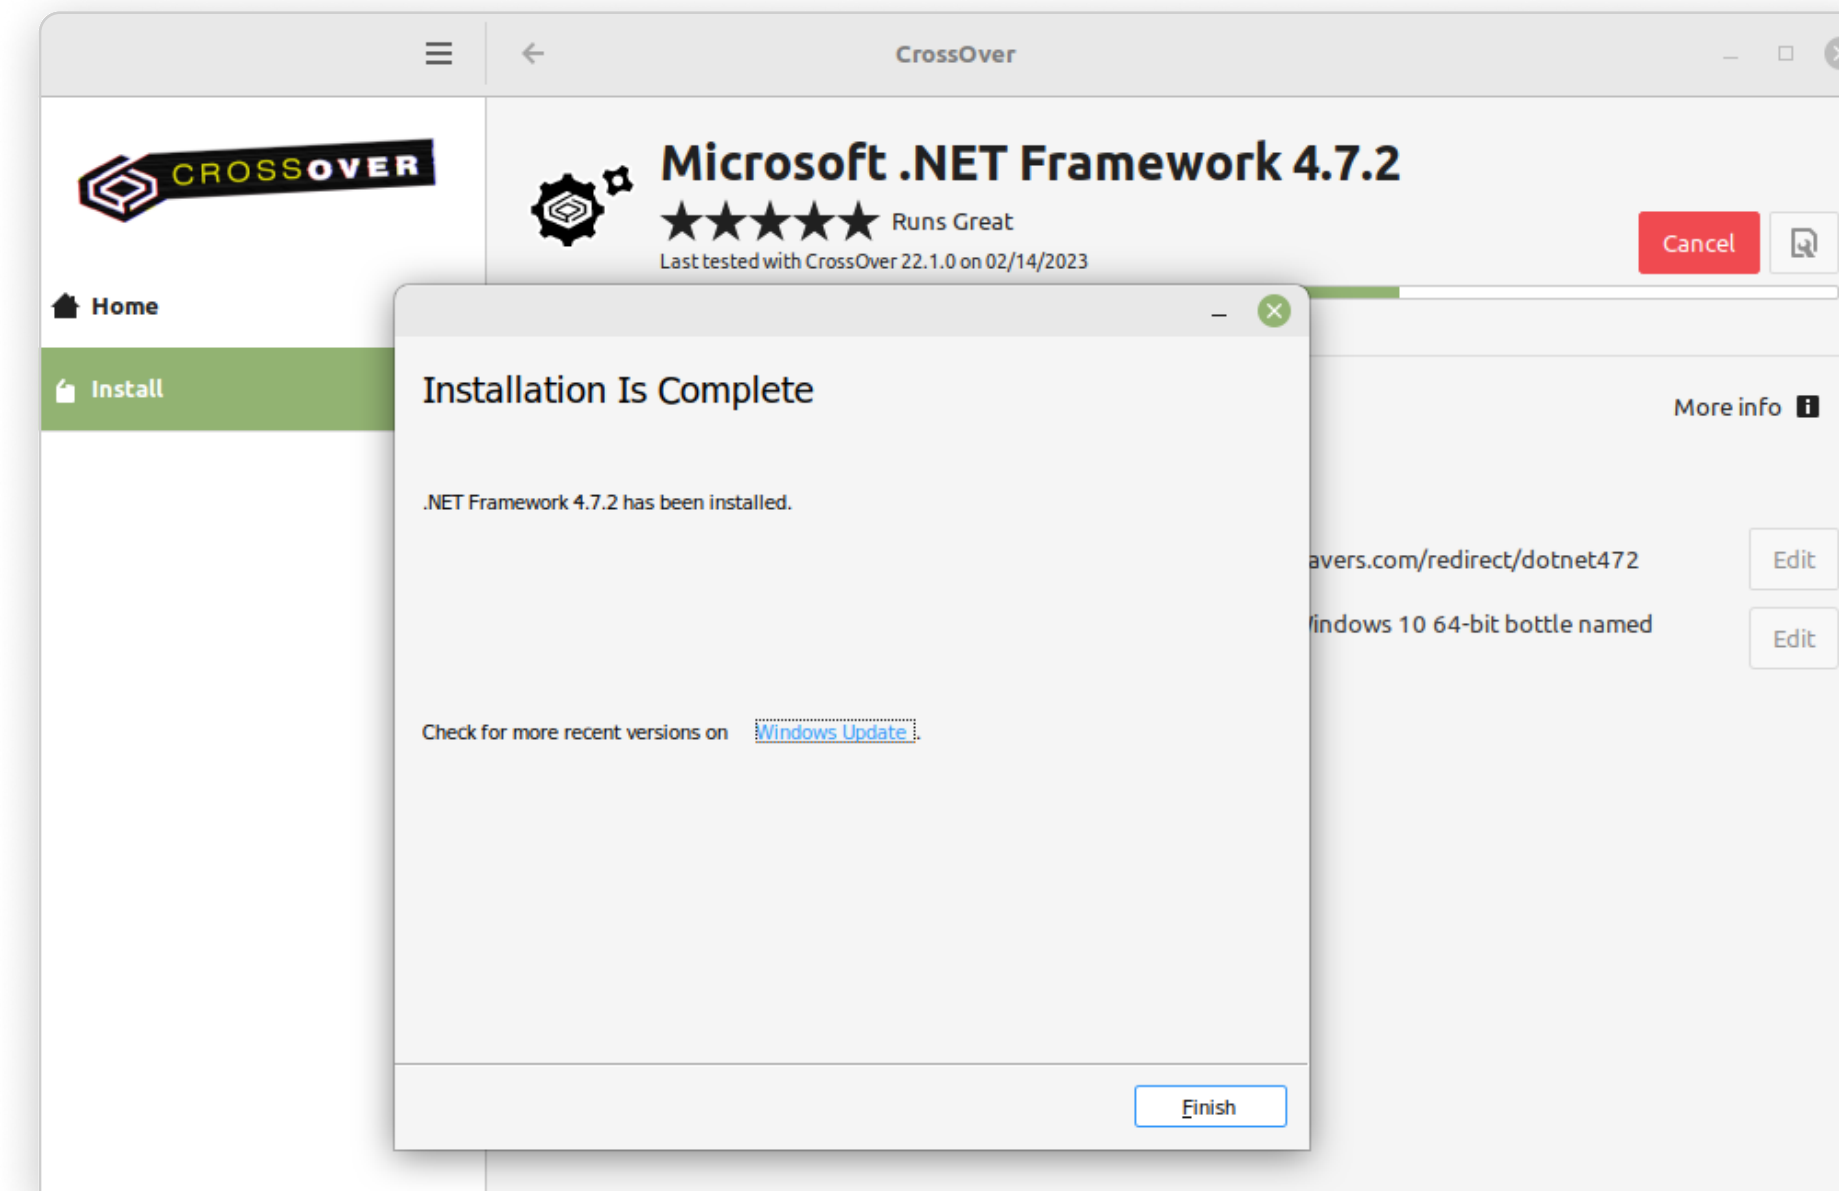 CrossOver
CROSSOVER
Microsoft .NET Framework 4.7.2
Runs Great
Last tested with CrossOver 22.1.0 on 02/14/2023
Cancel
Home
Install
Installation Is Complete
More info
.NET Framework 4.7.2 has been installed.
avers.com/redirect/dotnet472
Edit
indows 10 64-bit bottle named
Edit
Check for more recent versions on Windows Update .
Finish